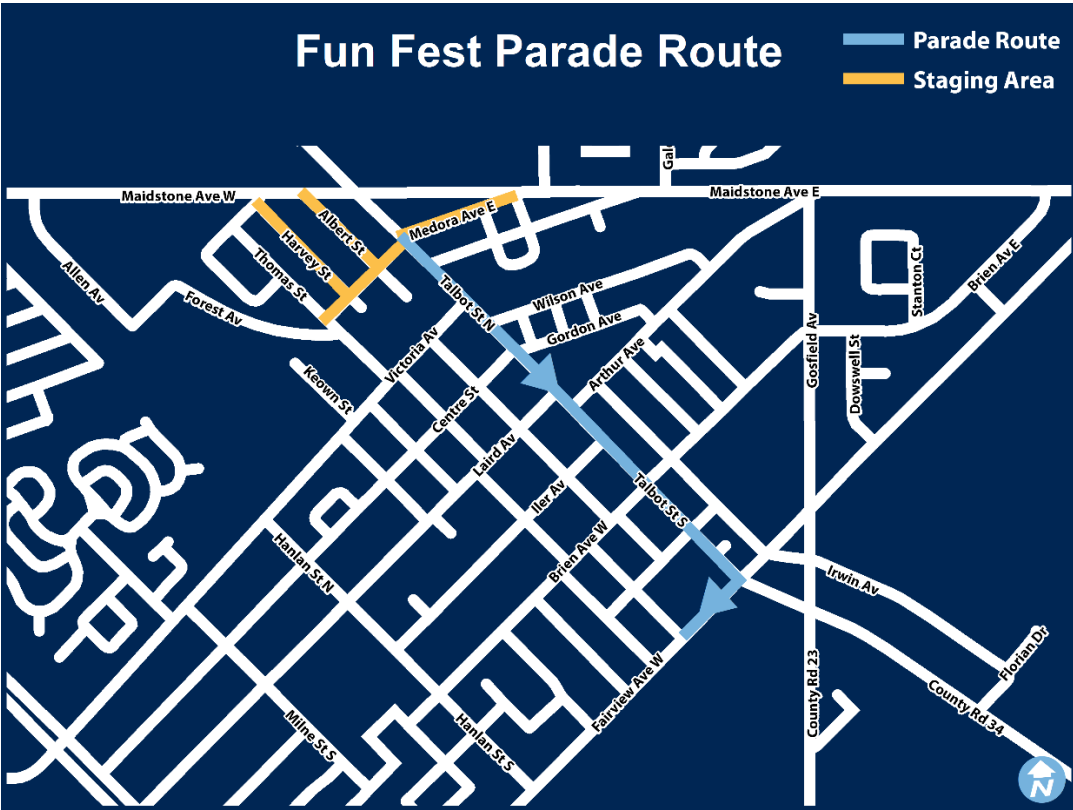 Fun Fest Parade Route
Parade Route
Staging Area
Gal
Maidstone Ave W
Maidstone Ave E
Albert St
Medora Ave E
Harvey St
Thomas St
Allen Av
Forest Av
Talbot St N
Wilson Ave
Gordon Ave
Stanton Ct
Brien Av E
Victoria Av
Arthur Ave
Gosfield Av
Dowswell St
Keown St
Centre St
Laird Av
Iler Av
Talbot St S
Brien Ave W
Hanlan St N
Irwin Av
Florian Dr
Fairview Ave W
County Rd 23
County Rd 34
Milne St S
Hanlan St S
N